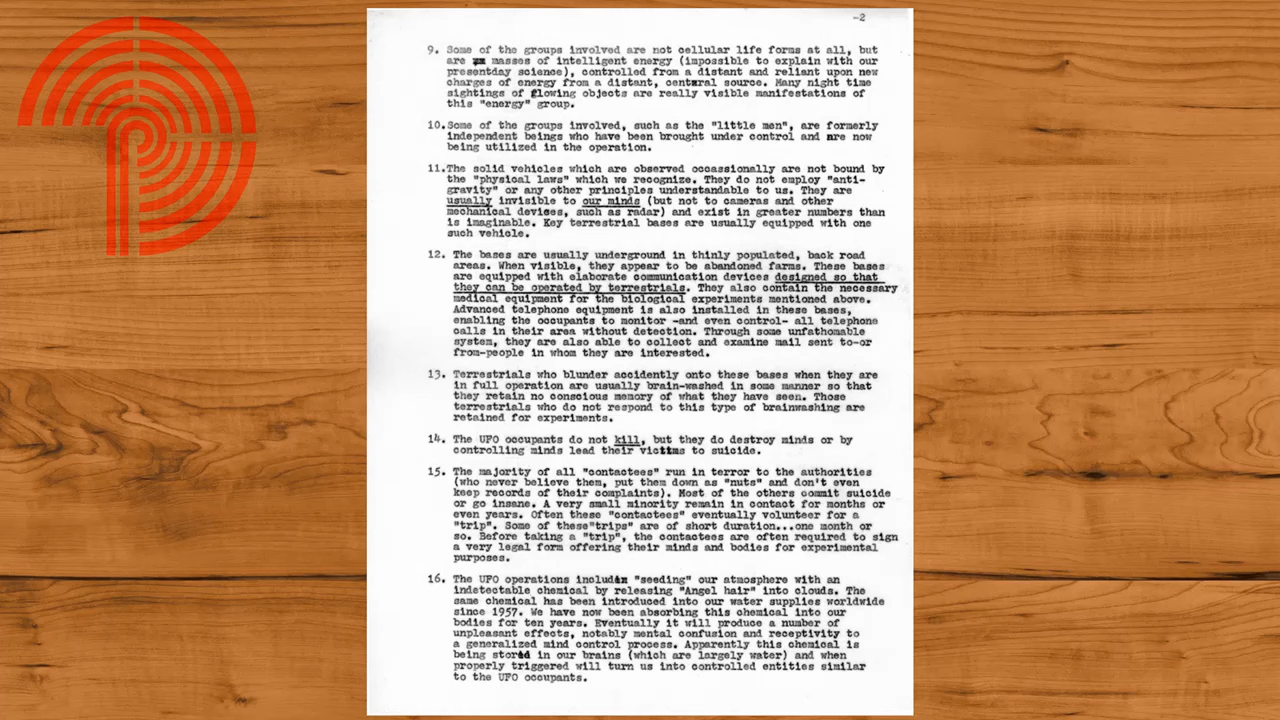 -2
9. Some of the groups involved are not cellular life forms at all, but
are masses of intelligent energy (impossible to explain with our
presentday science), controlled from a distant and reliant upon new
charges of energy from a distant, central source. Many night time
sightings of glowing objects are really visible manifestations of
this "energy" group.
10.Some of the groups involved, such as the "little men", are formerly
independent beings who have been brought under control and are now
being utilized in the operation.
11.The solid vehicles which are observed occassionally are not bound by
the "physical laws" which we recognize. They do not employ "anti-
gravity" or any other principles understandable to us. They are
usually invisible to our minds (but not to cameras and other
mechanical devises, such as radar) and exist in greater numbers than
is imaginable. Key terrestrial bases are usually equipped with one
such vehicle.
12. The bases are usually underground in thinly populated, back road
areas. When visible, they appear to be abandoned farms. These bases
are equipped with elaborate communication devices designed so that
they can be operated by terrestrials. They also contain the necessary
medical equipment for the biological experiments mentioned above.
Advanced telephone equipment is also installed in these bases,
enabling the occupants to monitor -and even control- all telephone
calls in their area without detection. Through some unfathomable
system, they are also able to collect and examine mail sent to-or
from-people in whom they are interested.
13. Terrestrials who blunder accidently onto these bases when they are
in full operation are usually brain-washed in some manner so that
they retain no conscious memory of what they have seen. Those
terrestrials who do not respond to this type of brainwashing are
retained for experiments.
14. The UFO occupants do not kill, but they do destroy minds or by
controlling minds lead their victims to suicide.
15. The majority of all "contactees" run in terror to the authorities
(who never believe them, put them down as "nuts" and don't even
keep records of their complaints). Most of the others commit suicide
or go insane. A very small minority remain in contact for months or
even years. Often these "contactees" eventually volunteer for a
"trip". Some of these"trips" are of short duration...one month or
so. Before taking a "trip", the contactees are often required to sign
a very legal form offering their minds and bodies for experimental
purposes.
16. The UFO operations include "seeding" our atmosphere with an
indetectable chemical by releasing "Angel hair" into clouds. The
same chemical has been introduced into our water supplies worldwide
since 1957. We have now been absorbing this chemical into our
bodies for ten years. Eventually it will produce a number of
unpleasant effects, notably mental confusion and receptivity to
a generalized mind control process. Apparently this chemical is
being stored in our brains (which are largely water) and when
properly triggered will turn us into controlled entities similar
to the UFO occupants.